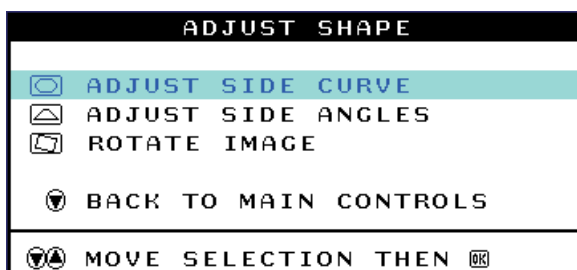 ADJUST SHAPE
ADJUST SIDE CURVE
ADJUST SIDE ANGLES
ROTATE IMAGE
BACK TO MAIN CONTROLS
MOVE SELECTION THEN OK